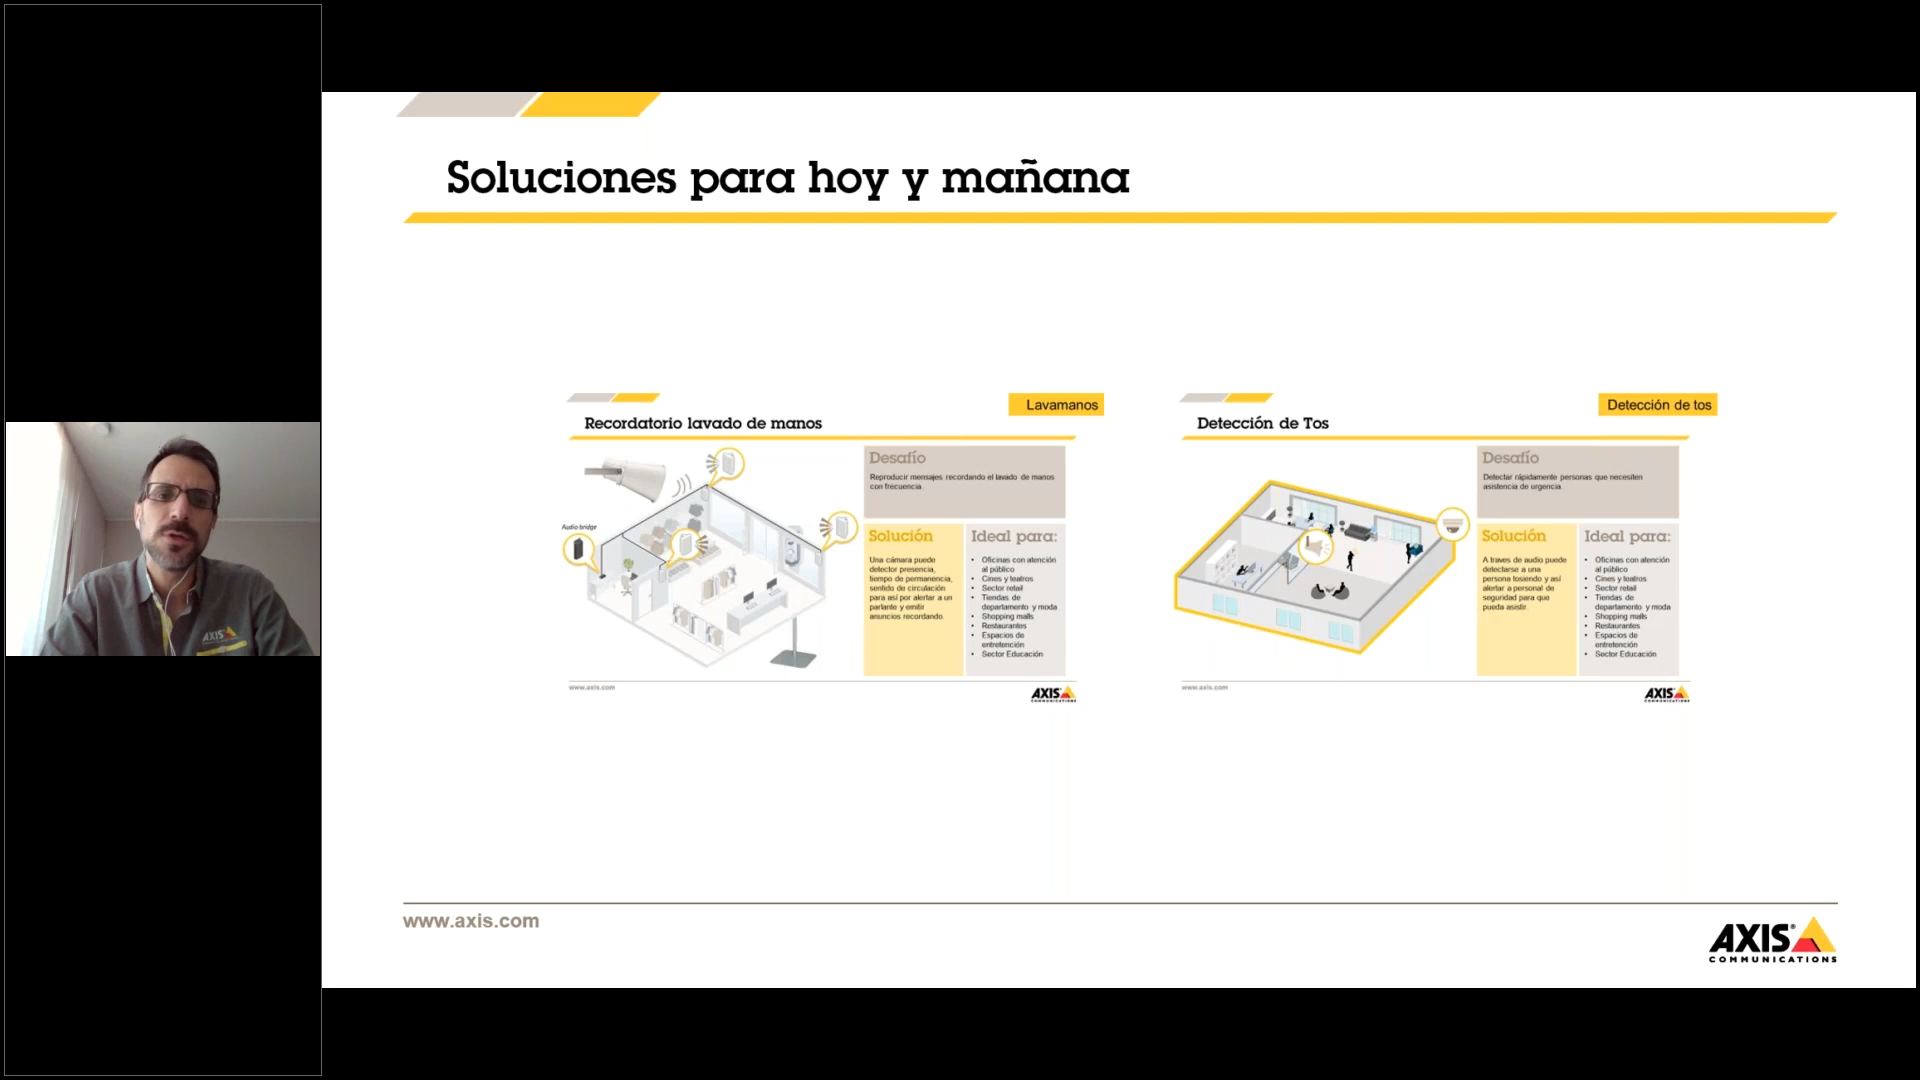 Soluciones para hoy y mañana
Lavamanos
Recordatorio lavado de manos
Audio bridge
Desafío
Reproducir mensajes recordando el lavado de manos
con frecuencia
Solución
Una cámara puede
detector presencia,
tiempo de permanencia,
sentido de circulación
para así por alertar a un
parlante y emitir
anuncios recordando.
Ideal para:
• Oficinas con atención
al público
• Cines y teatros
• Sector retail
• Tiendas de
departamento y moda
• Shopping malls
• Restaurantes
• Espacios de
entretención
• Sector Educación
www.axis.com
AXIS
COMMUNICATIONS
Detección de tos
Detección de Tos
Desafío
Detectar rápidamente personas que necesiten
asistencia de urgencia.
Solución
A traves de audio puede
detectarse a una
persona tosiendo y así
alertar a personal de
seguridad para que
pueda asistir.
Ideal para:
• Oficinas con atención
al público
• Cines y teatros
• Sector retail
• Tiendas de
departamento y moda
• Shopping malls
• Restaurantes
• Espacios de
entretención
• Sector Educación
www.axis.com
AXIS
COMMUNICATIONS
AXIS
www.axis.com
AXIS
COMMUNICATIONS